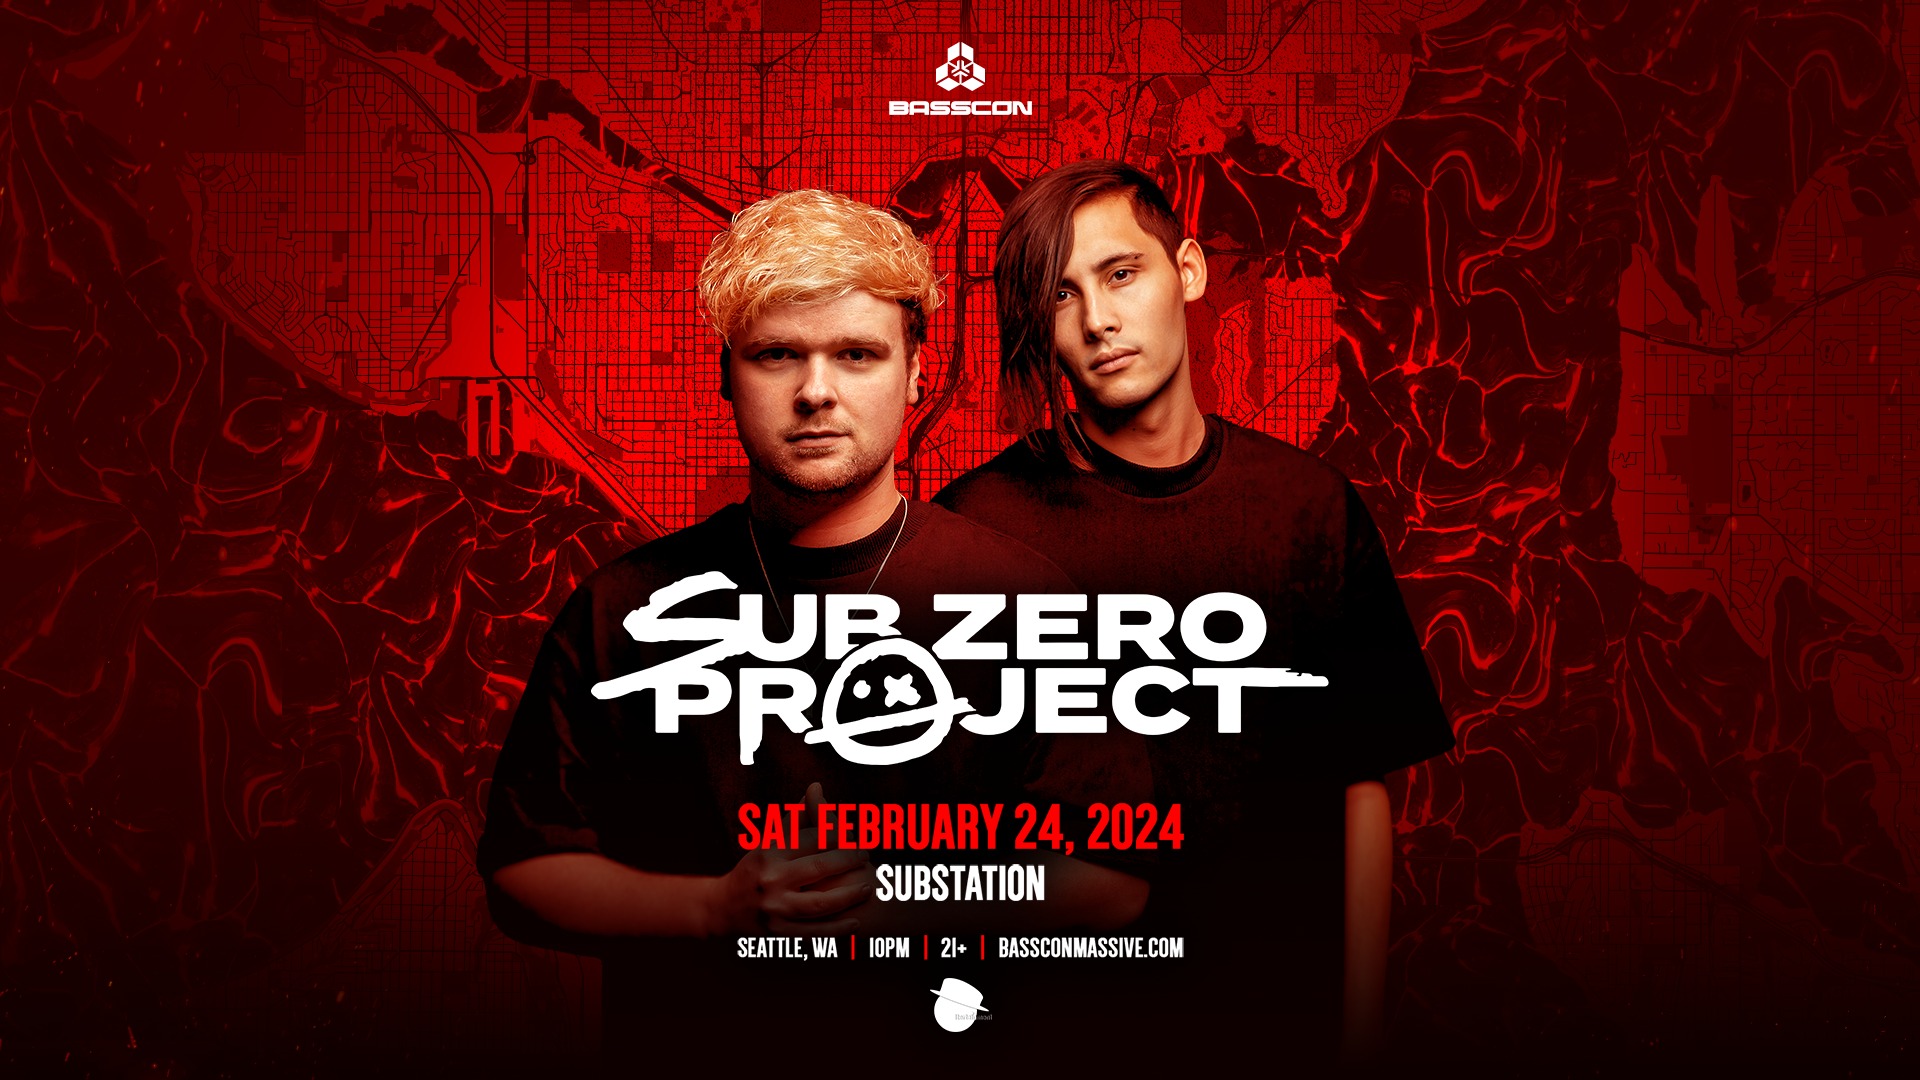 BASSCON
SUB ZERO
PROJECT
SAT FEBRUARY 24, 2024
SUBSTATION
SEATTLE, WA | 10PM | 21+ | BASSCONMASSIVE.COM